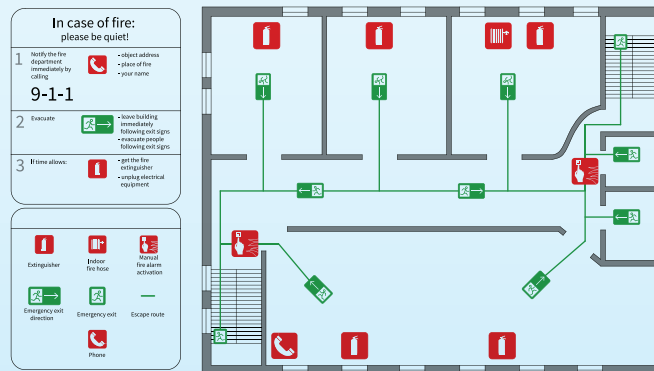 In case of fire:
please be quiet!
1
Notify the fire
department
immediately by
calling
9-1-1
- object address
- place of fire
- your name
2
Evacuate
- leave building
immediately
following exit signs
- evacuate people
following exit signs
3
If time allows:
- get the fire
extinguisher
- unplug electrical
equipment
Extinguisher
Indoor
fire hose
Manual
fire alarm
activation
Emergency exit
direction
Emergency exit
Escape route
Phone